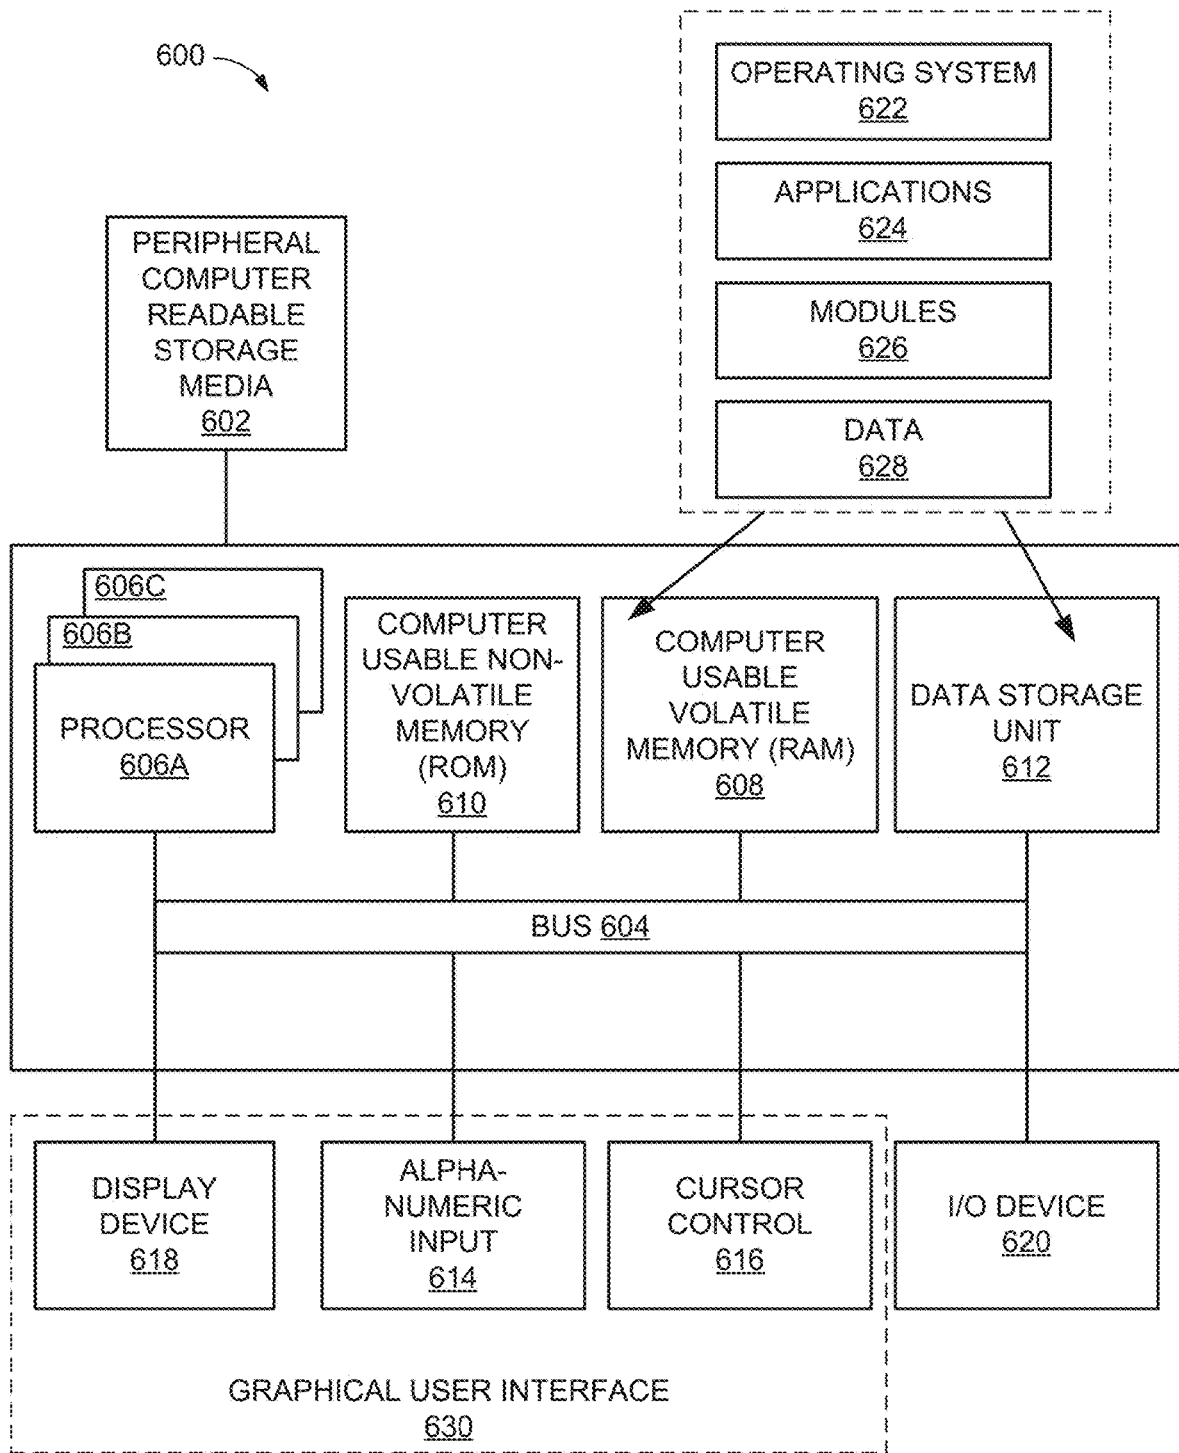 600
OPERATING SYSTEM
622
APPLICATIONS
624
MODULES
626
DATA
628
PERIPHERAL
COMPUTER
READABLE
STORAGE
MEDIA
602
606C
606B
PROCESSOR
606A
COMPUTER
USABLE NON-
VOLATILE
MEMORY
(ROM)
610
COMPUTER
USABLE
VOLATILE
MEMORY (RAM)
608
DATA STORAGE
UNIT
612
BUS 604
DISPLAY
DEVICE
618
ALPHA-
NUMERIC
INPUT
614
CURSOR
CONTROL
616
I/O DEVICE
620
GRAPHICAL USER INTERFACE
630